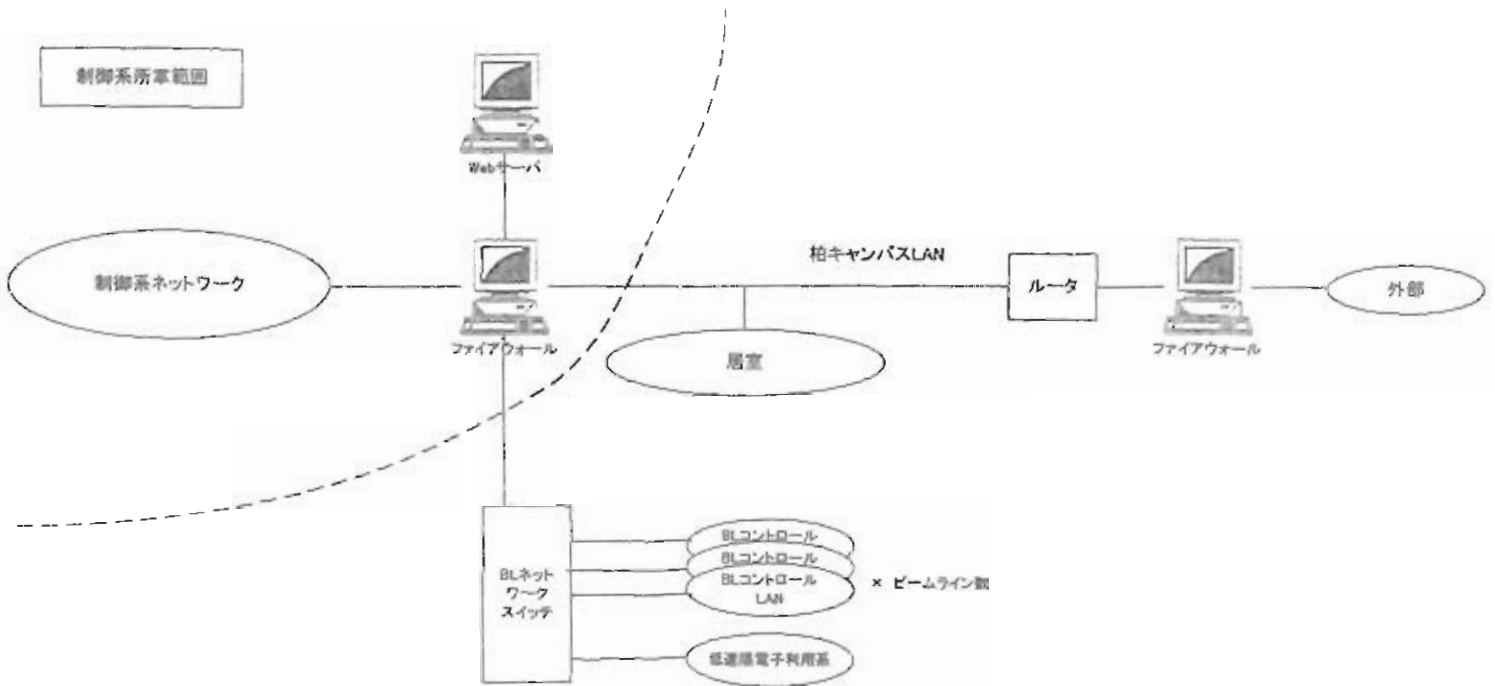 制御系所掌範囲
Webサーバ
制御系ネットワーク
ファイアウォール
柏キャンパスLAN
居室
ルータ
ファイアウォール
外部
BLネット
ワーク
スイッチ
BLコントロール
BLコントロール
BLコントロール
LAN
× ビームライン数
低速陽電子利用系